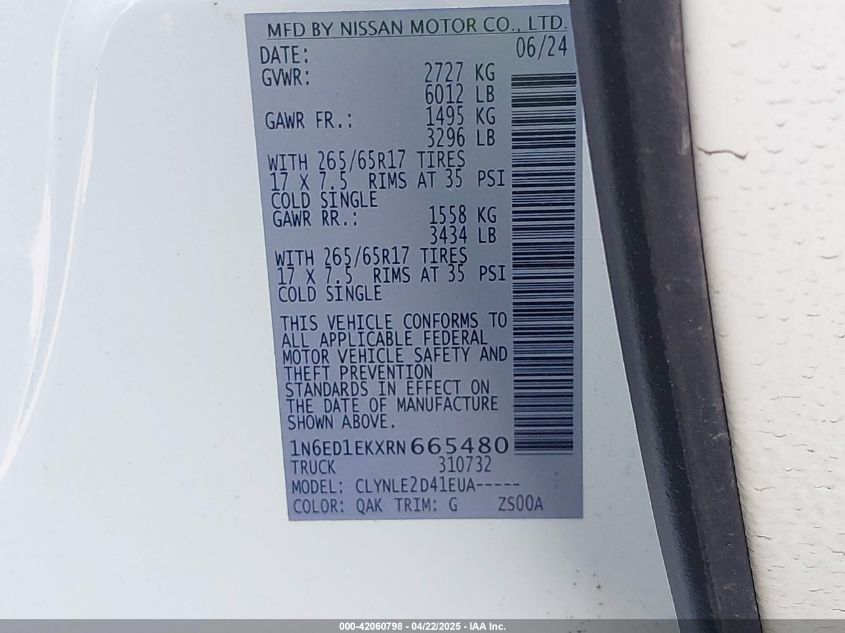 MFD BY NISSAN MOTOR CO., LTD.
DATE: 06/24
GVWR: 2727 KG
6012 LB
GAWR FR.: 1495 KG
3296 LB
WITH 265/65R17 TIRES
17 X 7.5 RIMS AT 35 PSI
COLD SINGLE
GAWR RR.: 1558 KG
3434 LB
WITH 265/65R17 TIRES
17 X 7.5 RIMS AT 35 PSI
COLD SINGLE
THIS VEHICLE CONFORMS TO
ALL APPLICABLE FEDERAL
MOTOR VEHICLE SAFETY AND
THEFT PREVENTION
STANDARDS IN EFFECT ON
THE DATE OF MANUFACTURE
SHOWN ABOVE.
1N6ED1EKXRN665480
TRUCK 310732
MODEL: CLYNLE2D41EUA-----
COLOR: QAK TRIM: G ZS00A
000-42060798 - 04/22/2025 - IAA Inc.